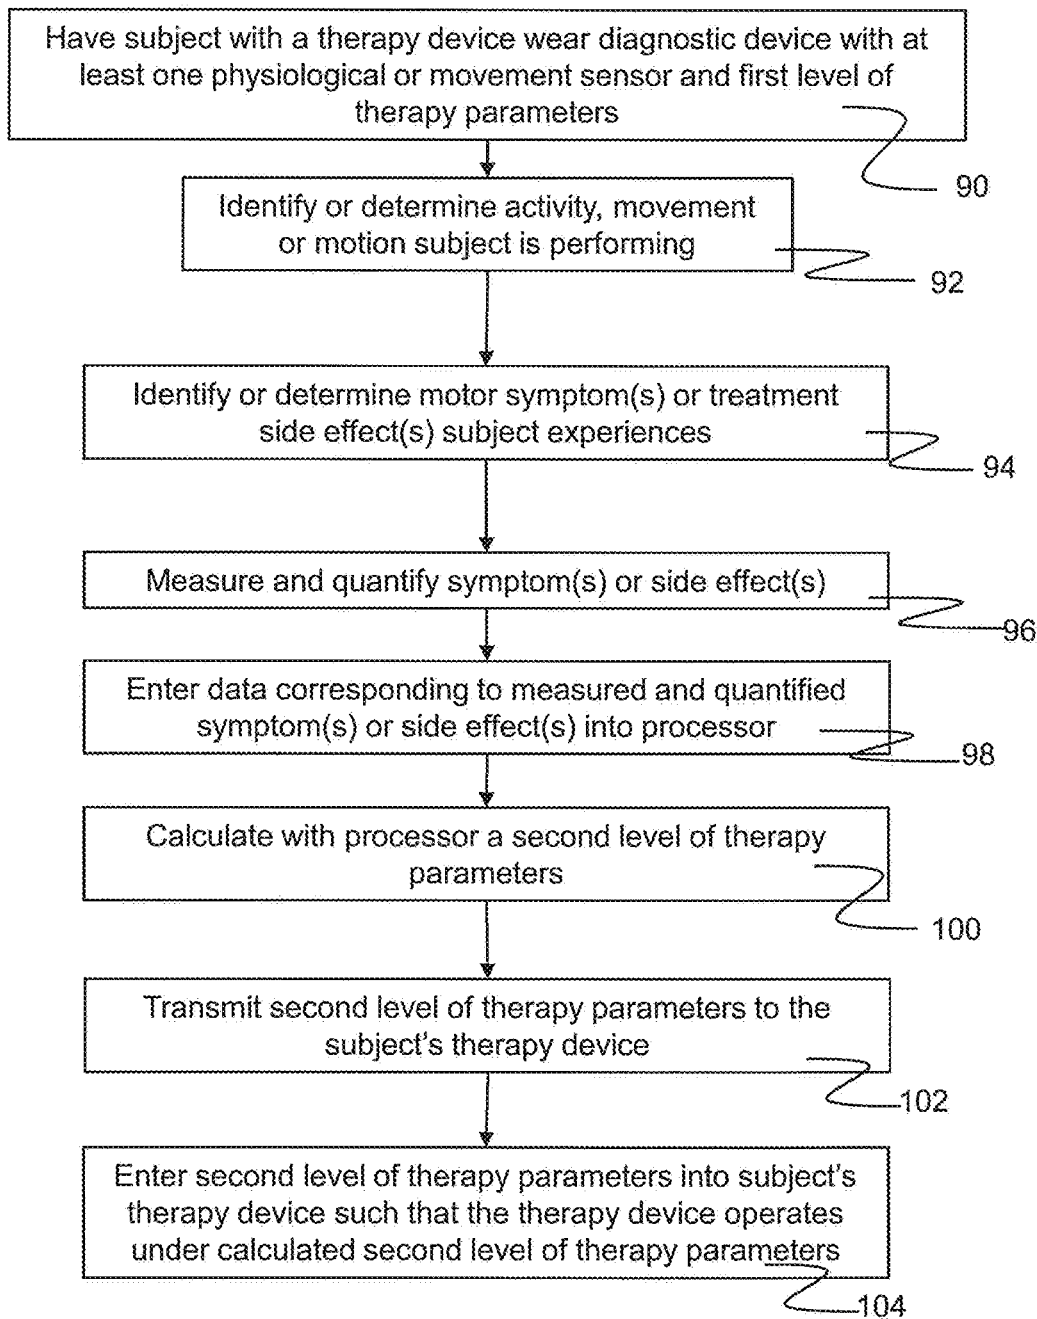 Have subject with a therapy device wear diagnostic device with at
least one physiological or movement sensor and first level of
therapy parameters
90
Identify or determine activity, movement
or motion subject is performing
92
Identify or determine motor symptom(s) or treatment
side effect(s) subject experiences
94
Measure and quantify symptom(s) or side effect(s)
96
Enter data corresponding to measured and quantified
symptom(s) or side effect(s) into processor
98
Calculate with processor a second level of therapy
parameters
100
Transmit second level of therapy parameters to the
subject's therapy device
102
Enter second level of therapy parameters into subject's
therapy device such that the therapy device operates
under calculated second level of therapy parameters
104